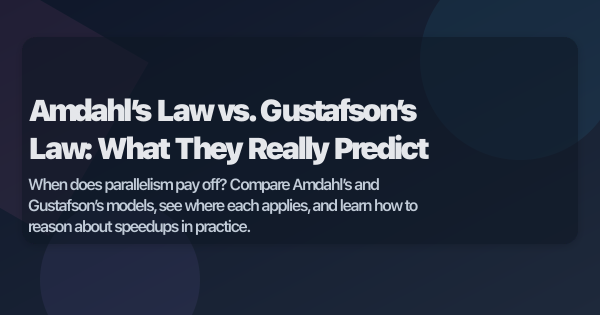 Amdahl's Law vs. Gustafson's
Law: What They Really Predict
When does parallelism pay off? Compare Amdahl's and
Gustafson's models, see where each applies, and learn how to
reason about speedups in practice.